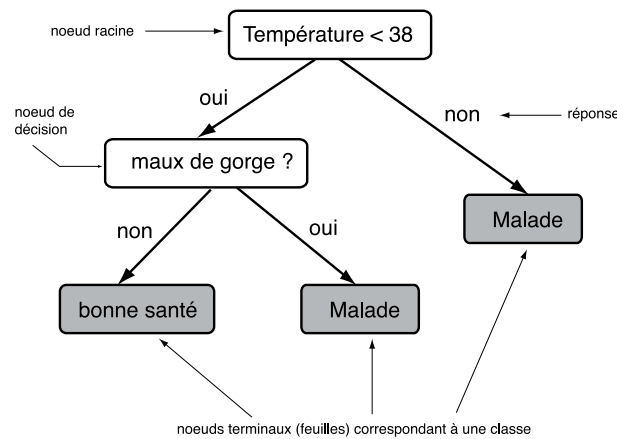 noeud racine
Température < 38
oui
non
réponse
noeud de
décision
maux de gorge ?
non
oui
Malade
bonne santé
Malade
noeuds terminaux (feuilles) correspondant à une classe